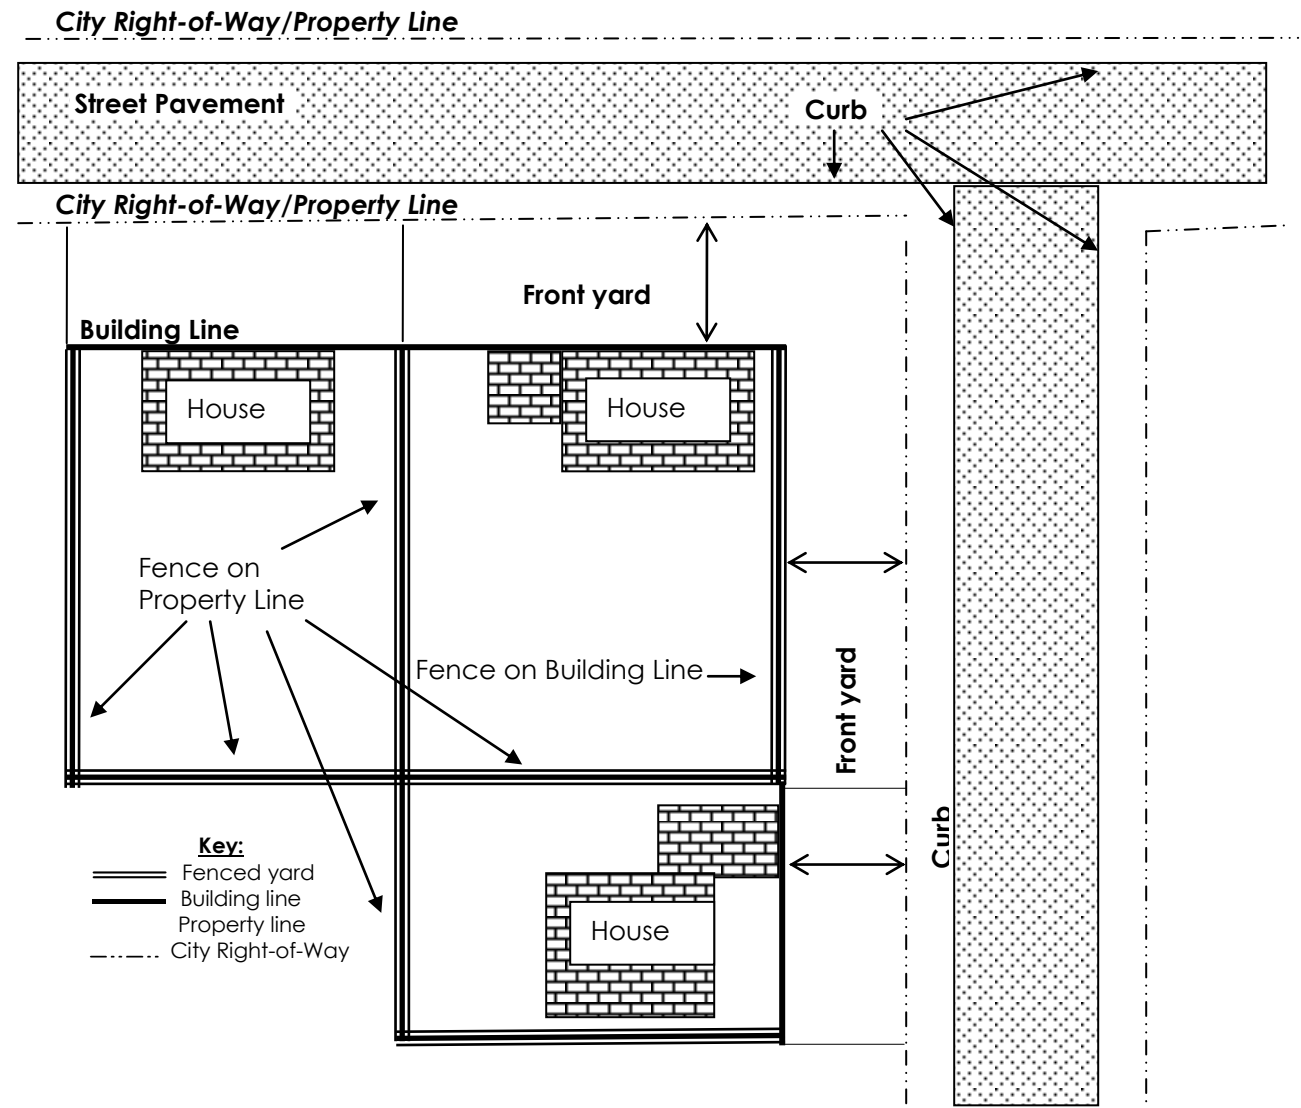 City Right-of-Way/Property Line
Street Pavement
Curb
City Right-of-Way/Property Line
Front yard
Building Line
House
House
Fence on
Property Line
Fence on Building Line
Front yard
Curb
Key:
Fenced yard
Building line
Property line
City Right-of-Way
House